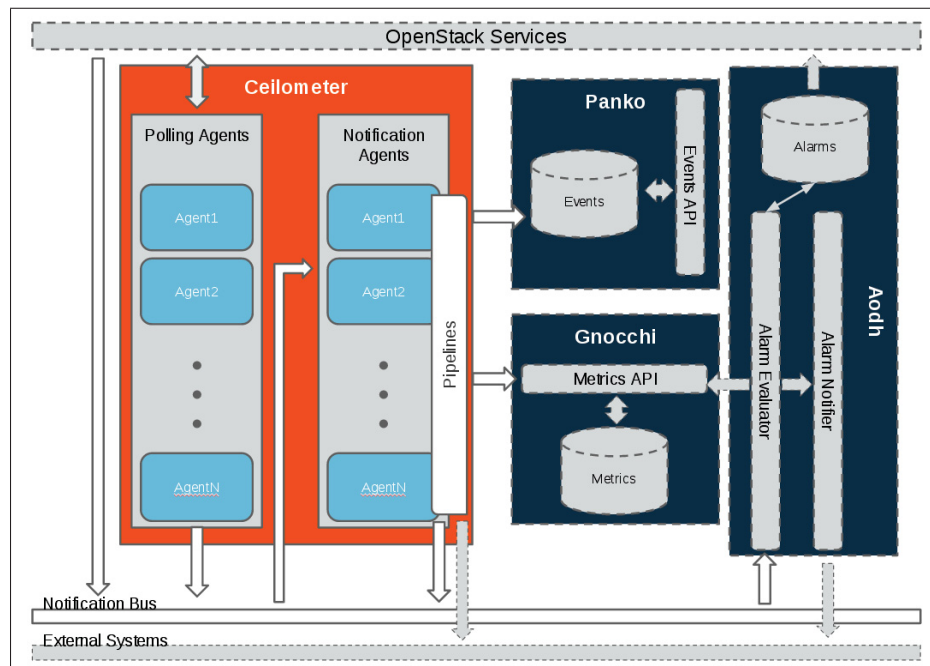 OpenStack Services
Ceilometer
Polling Agents
Agent1
Agent2
AgentN
Notification
Agents
Agent1
Agent2
AgentN
Pipelines
Panko
Events
Events API
Gnocchi
Metrics API
Metrics
Alarms
Alarm Evaluator
Alarm Notifier
Aodh
Notification Bus
External Systems